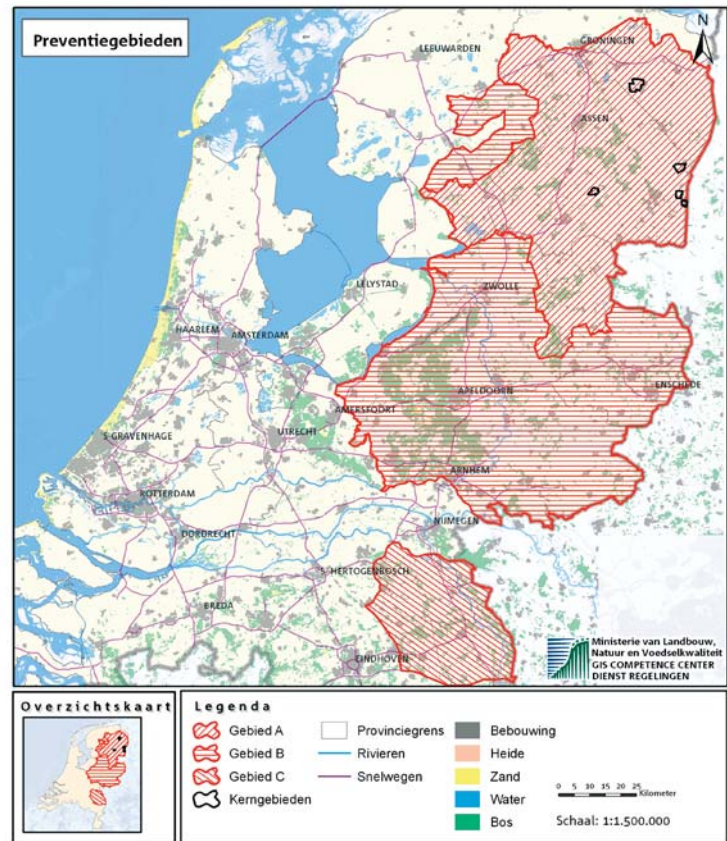 Preventiegebieden
N
LEEUWARDEN
GRONINGEN
ASSEN
ZWOLLE
LELYSTAD
HAARLEM
AMSTERDAM
AMERSFOORT
APELDOORN
ENSCHEDE
'S GRAVENHAGE
UTRECHT
ARNHEM
ROTTERDAM
NIJMEGEN
DORDRECHT
'S HERTOGENBOSCH
BREDA
EINDHOVEN
Ministerie van Landbouw,
Natuur en Voedselkwaliteit
GIS COMPETENCE CENTER
DIENST REGELINGEN
Overzichtskaart
Legenda
Gebied A
Gebied B
Gebied C
Kerngebieden
Provinciegrens
Rivieren
Snelwegen
Bebouwing
Heide
Zand
Water
Bos
0 5 10 15 20 25
Kilometer
Schaal: 1:1.500.000